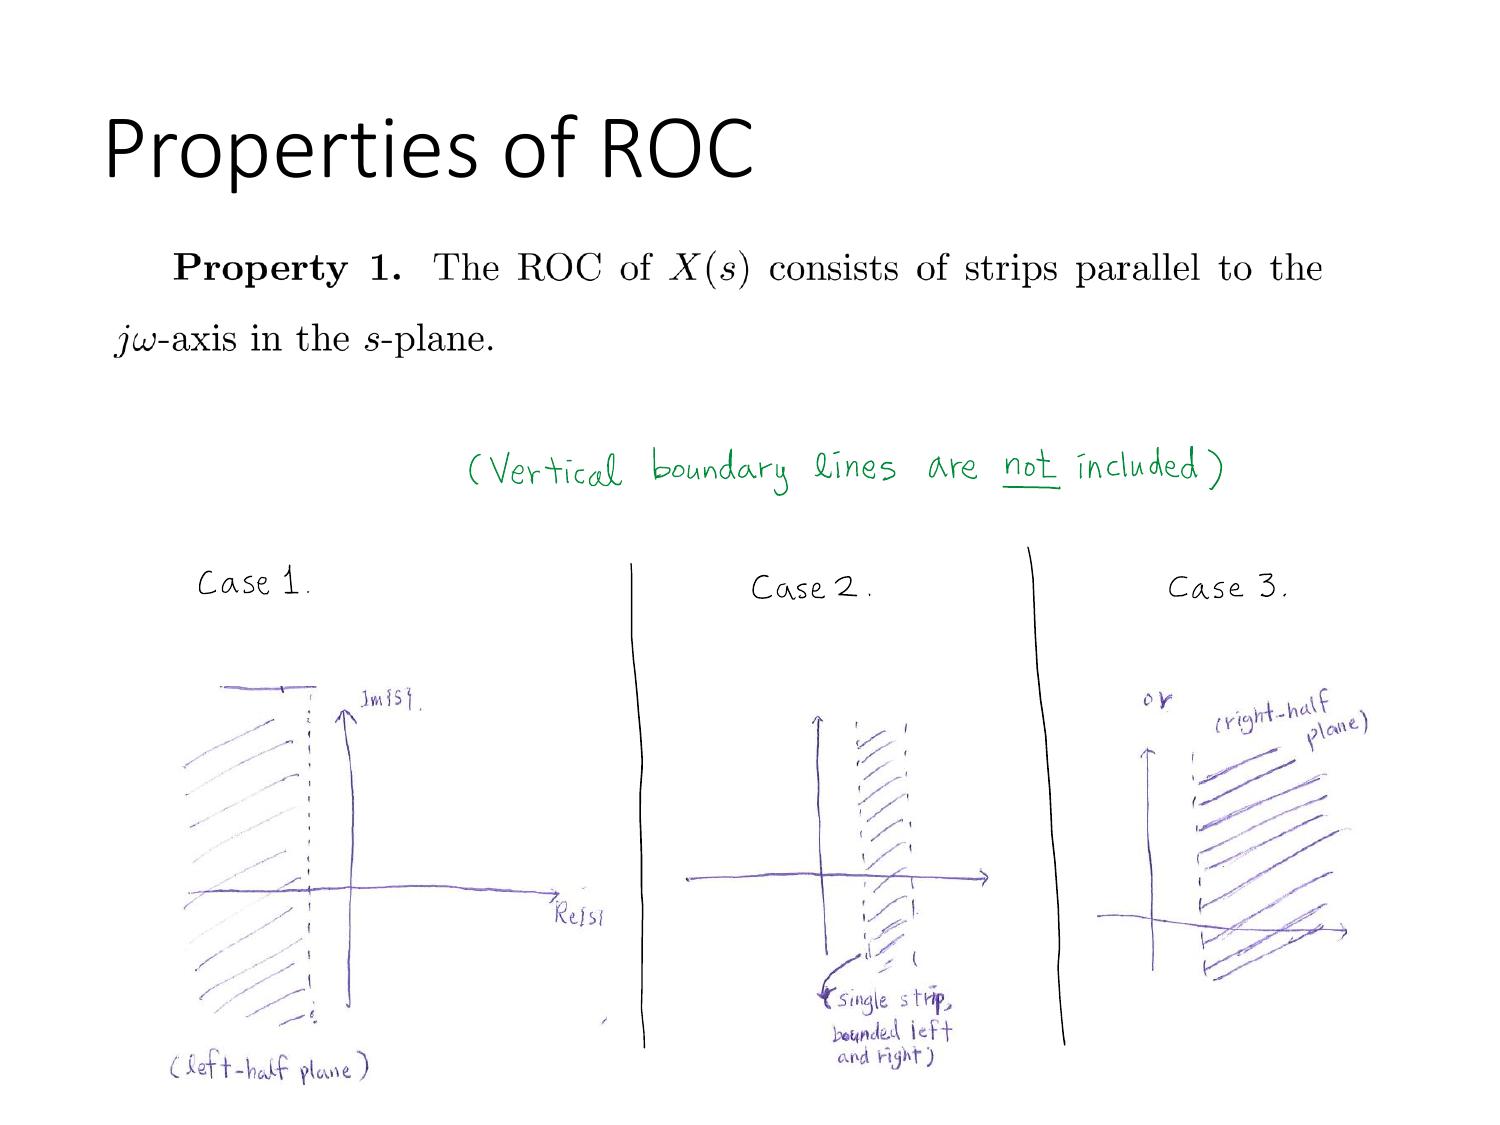 Properties of ROC
Property 1. The ROC of X(s) consists of strips parallel to the
jω-axis in the s-plane.
(Vertical boundary lines are not included)
Case 1.
Case 2.
Case 3.
Im{s}.
Re{s}
(left-half plane)
(single strip,
bounded left
and right)
or
(right-half
plane)